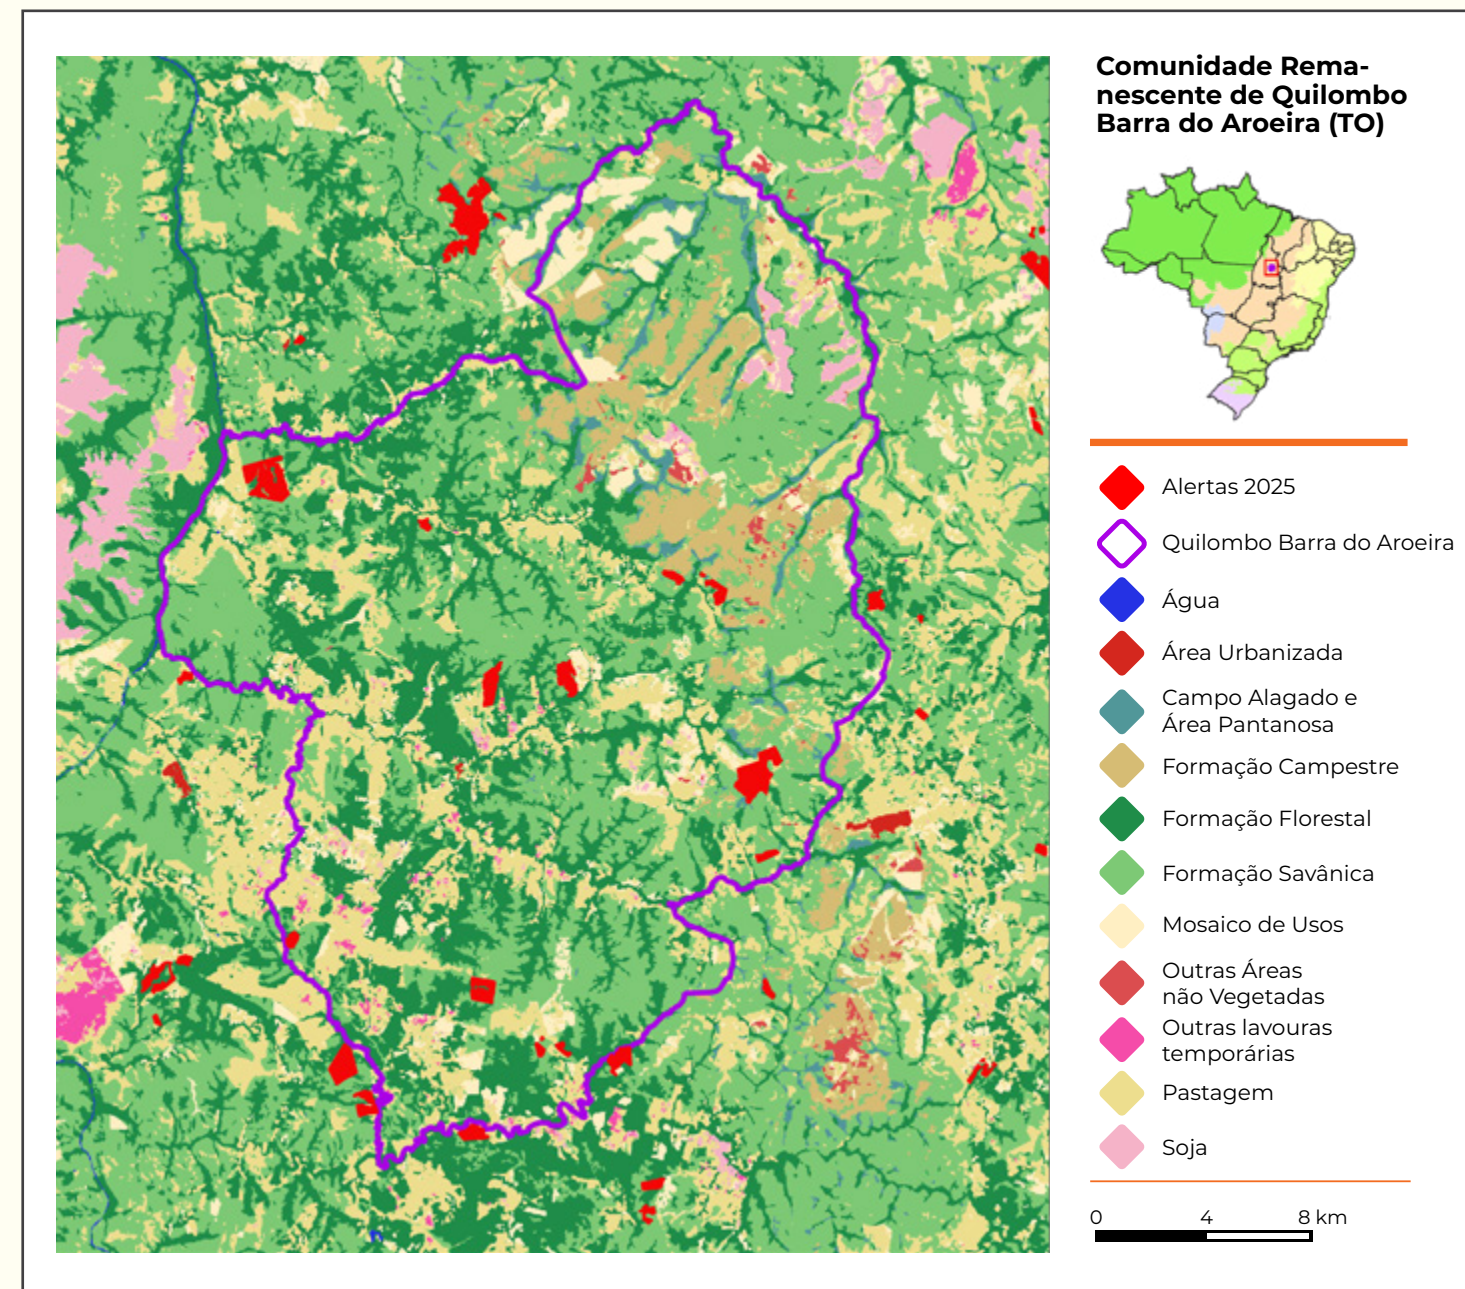 Comunidade Rema-
nescente de Quilombo
Barra do Aroeira (TO)
Alertas 2025
Quilombo Barra do Aroeira
Água
Área Urbanizada
Campo Alagado e
Área Pantanosa
Formação Campestre
Formação Florestal
Formação Savânica
Mosaico de Usos
Outras Áreas
não Vegetadas
Outras lavouras
temporárias
Pastagem
Soja
0 4 8 km